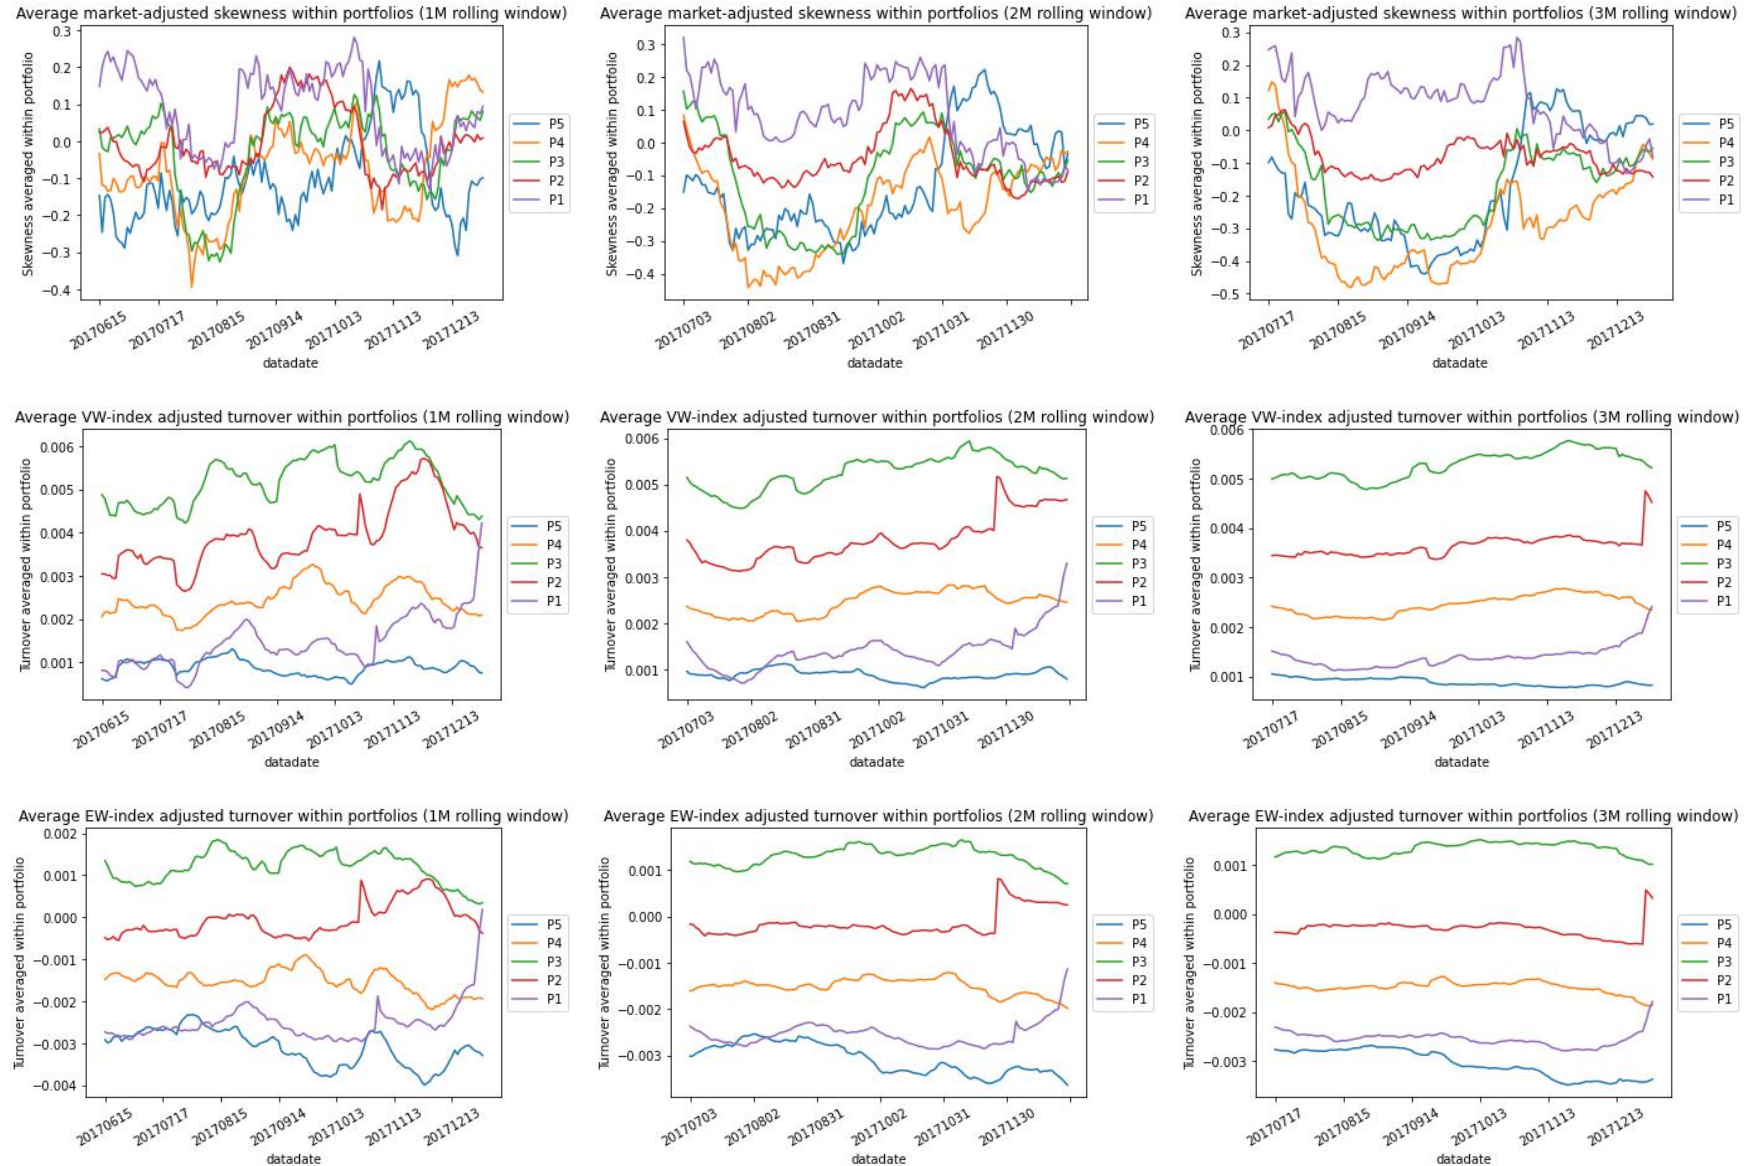 Average market-adjusted skewness within portfolios (1M rolling window)
Skewness averaged within portfolio
0.3
0.2
0.1
0.0
−0.1
−0.2
−0.3
−0.4
20170615
20170717
20170815
20170914
20171013
20171113
20171213
datadate
P5
P4
P3
P2
P1
Average market-adjusted skewness within portfolios (2M rolling window)
Skewness averaged within portfolio
0.3
0.2
0.1
0.0
−0.1
−0.2
−0.3
−0.4
20170703
20170802
20170831
20171002
20171031
20171130
datadate
P5
P4
P3
P2
P1
Average market-adjusted skewness within portfolios (3M rolling window)
Skewness averaged within portfolio
0.3
0.2
0.1
0.0
−0.1
−0.2
−0.3
−0.4
−0.5
20170717
20170815
20170914
20171013
20171113
20171213
datadate
P5
P4
P3
P2
P1
Average VW-index adjusted turnover within portfolios (1M rolling window)
Turnover averaged within portfolio
0.006
0.005
0.004
0.003
0.002
0.001
20170615
20170717
20170815
20170914
20171013
20171113
20171213
datadate
P5
P4
P3
P2
P1
Average VW-index adjusted turnover within portfolios (2M rolling window)
Turnover averaged within portfolio
0.006
0.005
0.004
0.003
0.002
0.001
20170703
20170802
20170831
20171002
20171031
20171130
datadate
P5
P4
P3
P2
P1
Average VW-index adjusted turnover within portfolios (3M rolling window)
Turnover averaged within portfolio
0.006
0.005
0.004
0.003
0.002
0.001
20170717
20170815
20170914
20171013
20171113
20171213
datadate
P5
P4
P3
P2
P1
Average EW-index adjusted turnover within portfolios (1M rolling window)
Turnover averaged within portfolio
0.002
0.001
0.000
−0.001
−0.002
−0.003
−0.004
20170615
20170717
20170815
20170914
20171013
20171113
20171213
datadate
P5
P4
P3
P2
P1
Average EW-index adjusted turnover within portfolios (2M rolling window)
Turnover averaged within portfolio
0.001
0.000
−0.001
−0.002
−0.003
20170703
20170802
20170831
20171002
20171031
20171130
datadate
P5
P4
P3
P2
P1
Average EW-index adjusted turnover within portfolios (3M rolling window)
Turnover averaged within portfolio
0.001
0.000
−0.001
−0.002
−0.003
20170717
20170815
20170914
20171013
20171113
20171213
datadate
P5
P4
P3
P2
P1